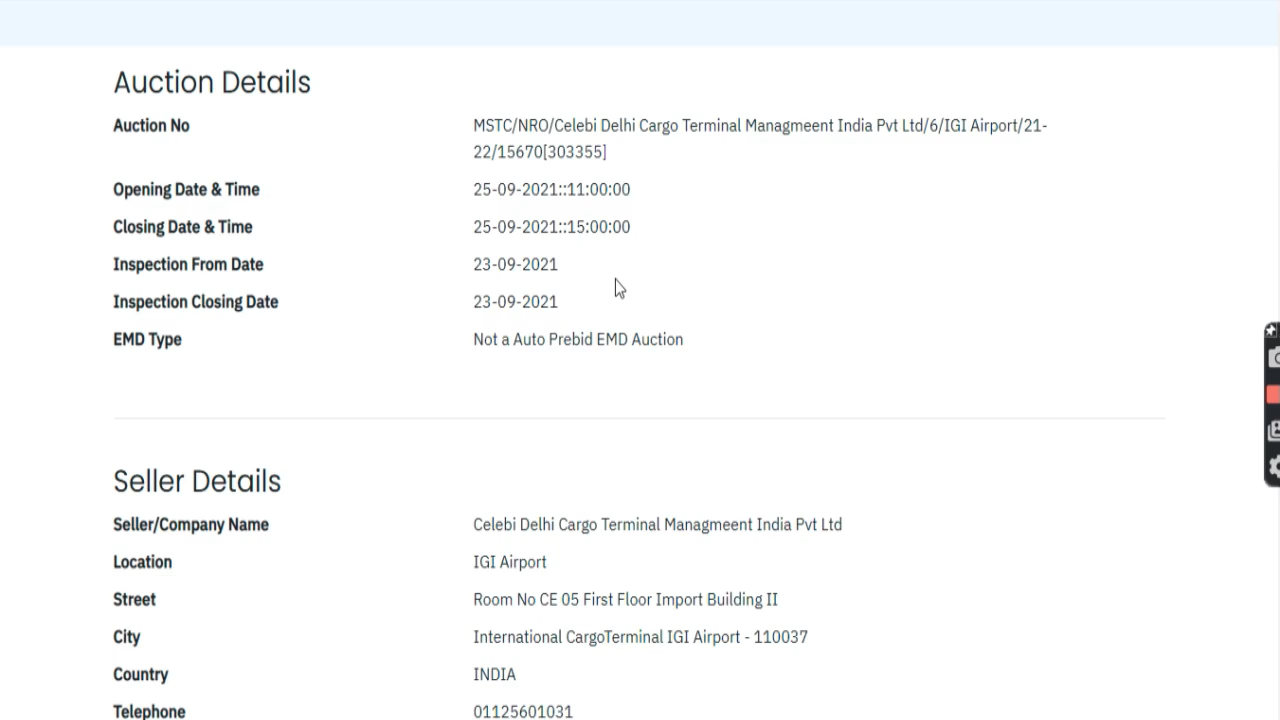 Auction Details
Auction No MSTC/NRO/Celebi Delhi Cargo Terminal Managmeent India Pvt Ltd/6/IGI Airport/21-
22/15670[303355]
Opening Date & Time 25-09-2021::11:00:00
Closing Date & Time 25-09-2021::15:00:00
Inspection From Date 23-09-2021
Inspection Closing Date 23-09-2021
EMD Type Not a Auto Prebid EMD Auction
Seller Details
Seller/Company Name Celebi Delhi Cargo Terminal Managmeent India Pvt Ltd
Location IGI Airport
Street Room No CE 05 First Floor Import Building II
City International CargoTerminal IGI Airport - 110037
Country INDIA
Telephone 01125601031